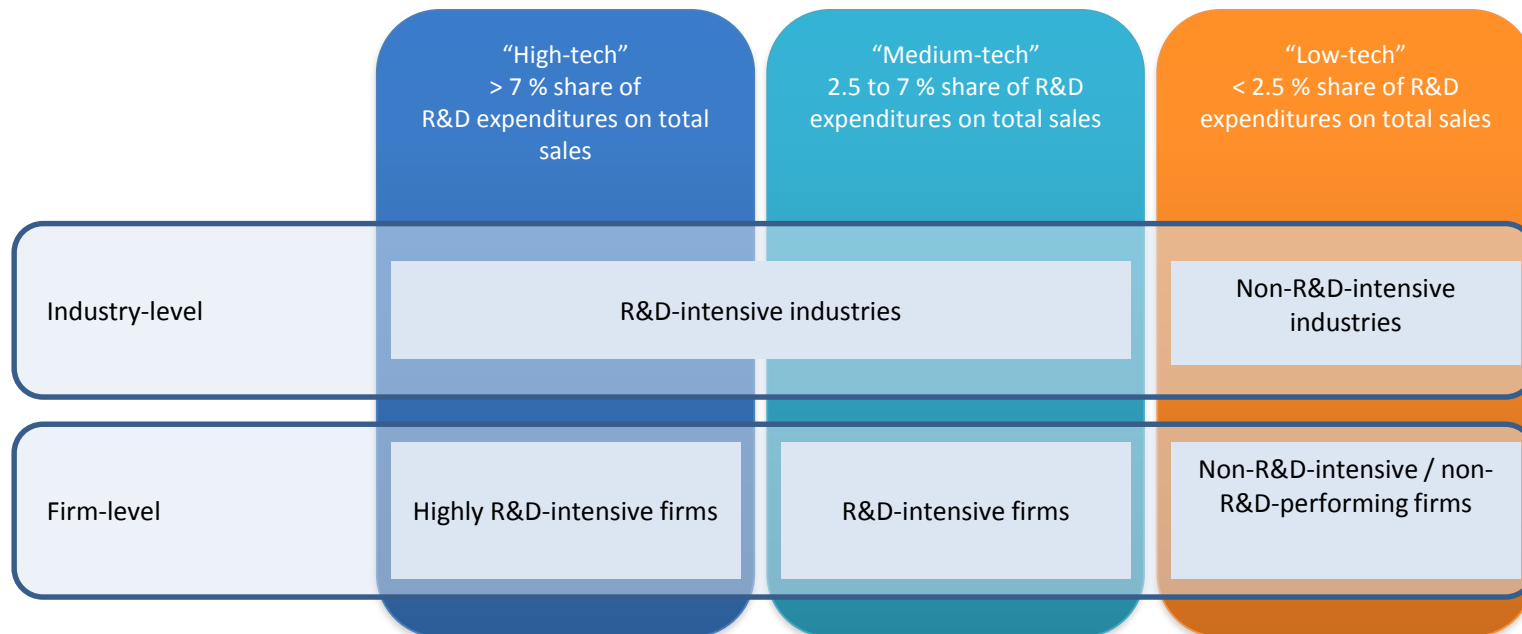 “High-tech”
> 7 % share of
R&D expenditures on total
sales
“Medium-tech”
2.5 to 7 % share of R&D
expenditures on total sales
“Low-tech”
< 2.5 % share of R&D
expenditures on total sales
Industry-level
R&D-intensive industries
Non-R&D-intensive
industries
Firm-level
Highly R&D-intensive firms
R&D-intensive firms
Non-R&D-intensive / non-
R&D-performing firms